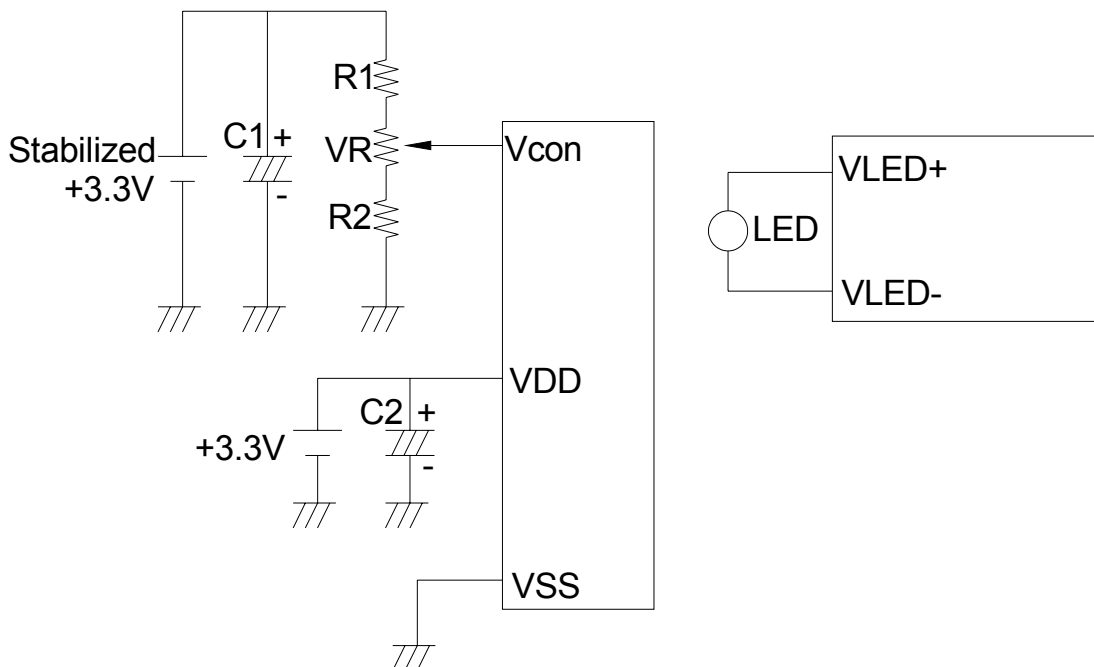 R1
C1 +
VR
Vcon
Stabilized
+3.3V
-
R2
VLED+
LED
VLED-
VDD
C2 +
+3.3V
-
VSS